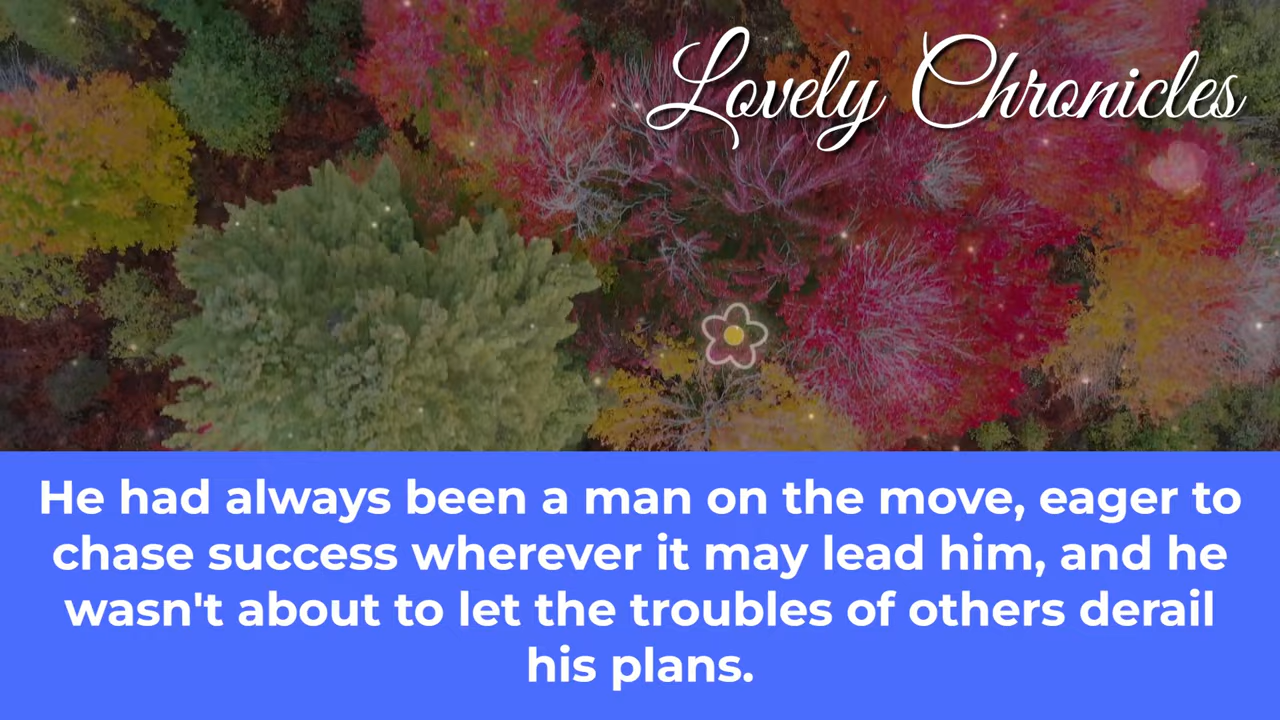 Lovely Chronicles
He had always been a man on the move, eager to
chase success wherever it may lead him, and he
wasn't about to let the troubles of others derail
his plans.